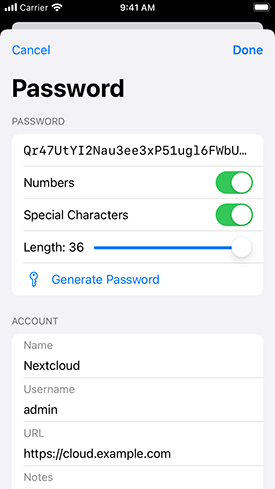 Carrier 9:41 AM
Cancel Done
Password
PASSWORD
Qr47UtYI2Nau3ee3xP51ugl6FWbU…
Numbers
Special Characters
Length: 36
Generate Password
ACCOUNT
Name
Nextcloud
Username
admin
URL
https://cloud.example.com
Notes